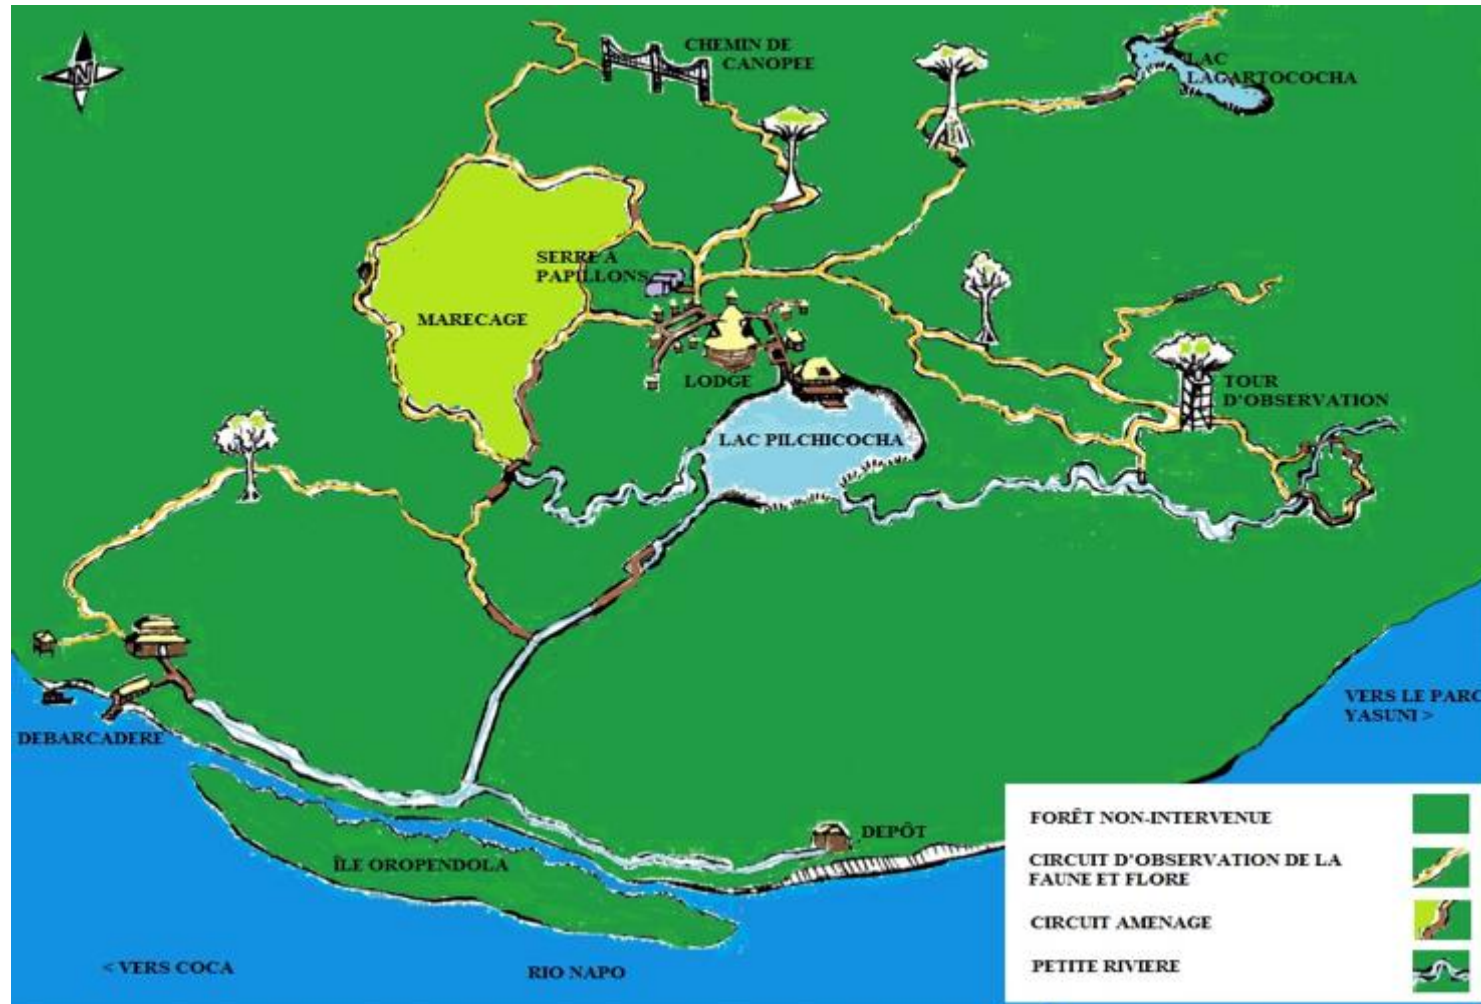 N
CHEMIN DE
CANOPEE
LAC
LAGARTOCOCHA
SERRE A
PAPILLONS
MARECAGE
LODGE
TOUR
D'OBSERVATION
LAC PILCHICOCHA
DEBARCADERE
VERS LE PARC
YASUNI >
DEPÔT
ÎLE OROPENDOLA
< VERS COCA
RIO NAPO
FORÊT NON-INTERVENUE
CIRCUIT D'OBSERVATION DE LA
FAUNE ET FLORE
CIRCUIT AMENAGE
PETITE RIVIERE